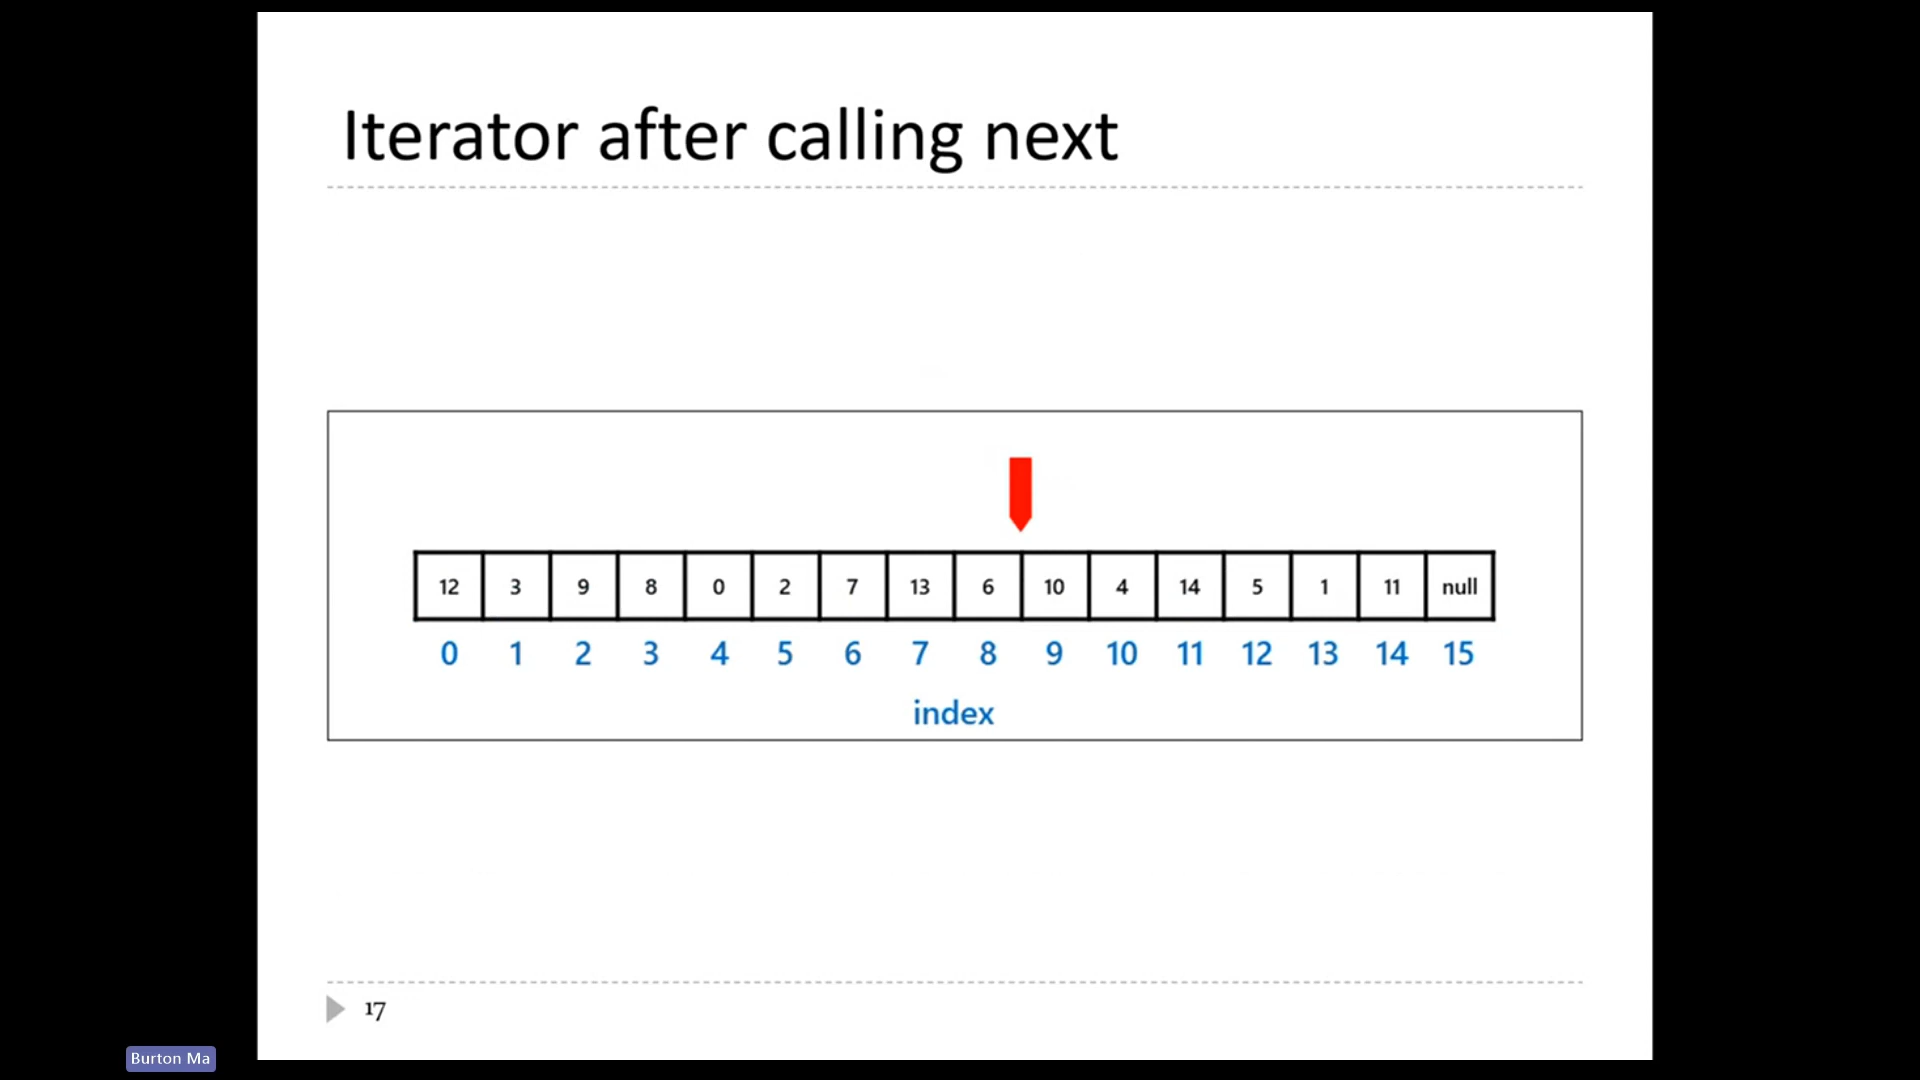 Iterator after calling next
12 3 9 8 0 2 7 13 6 10 4 14 5 1 11 null
0 1 2 3 4 5 6 7 8 9 10 11 12 13 14 15
index
17
Burton Ma